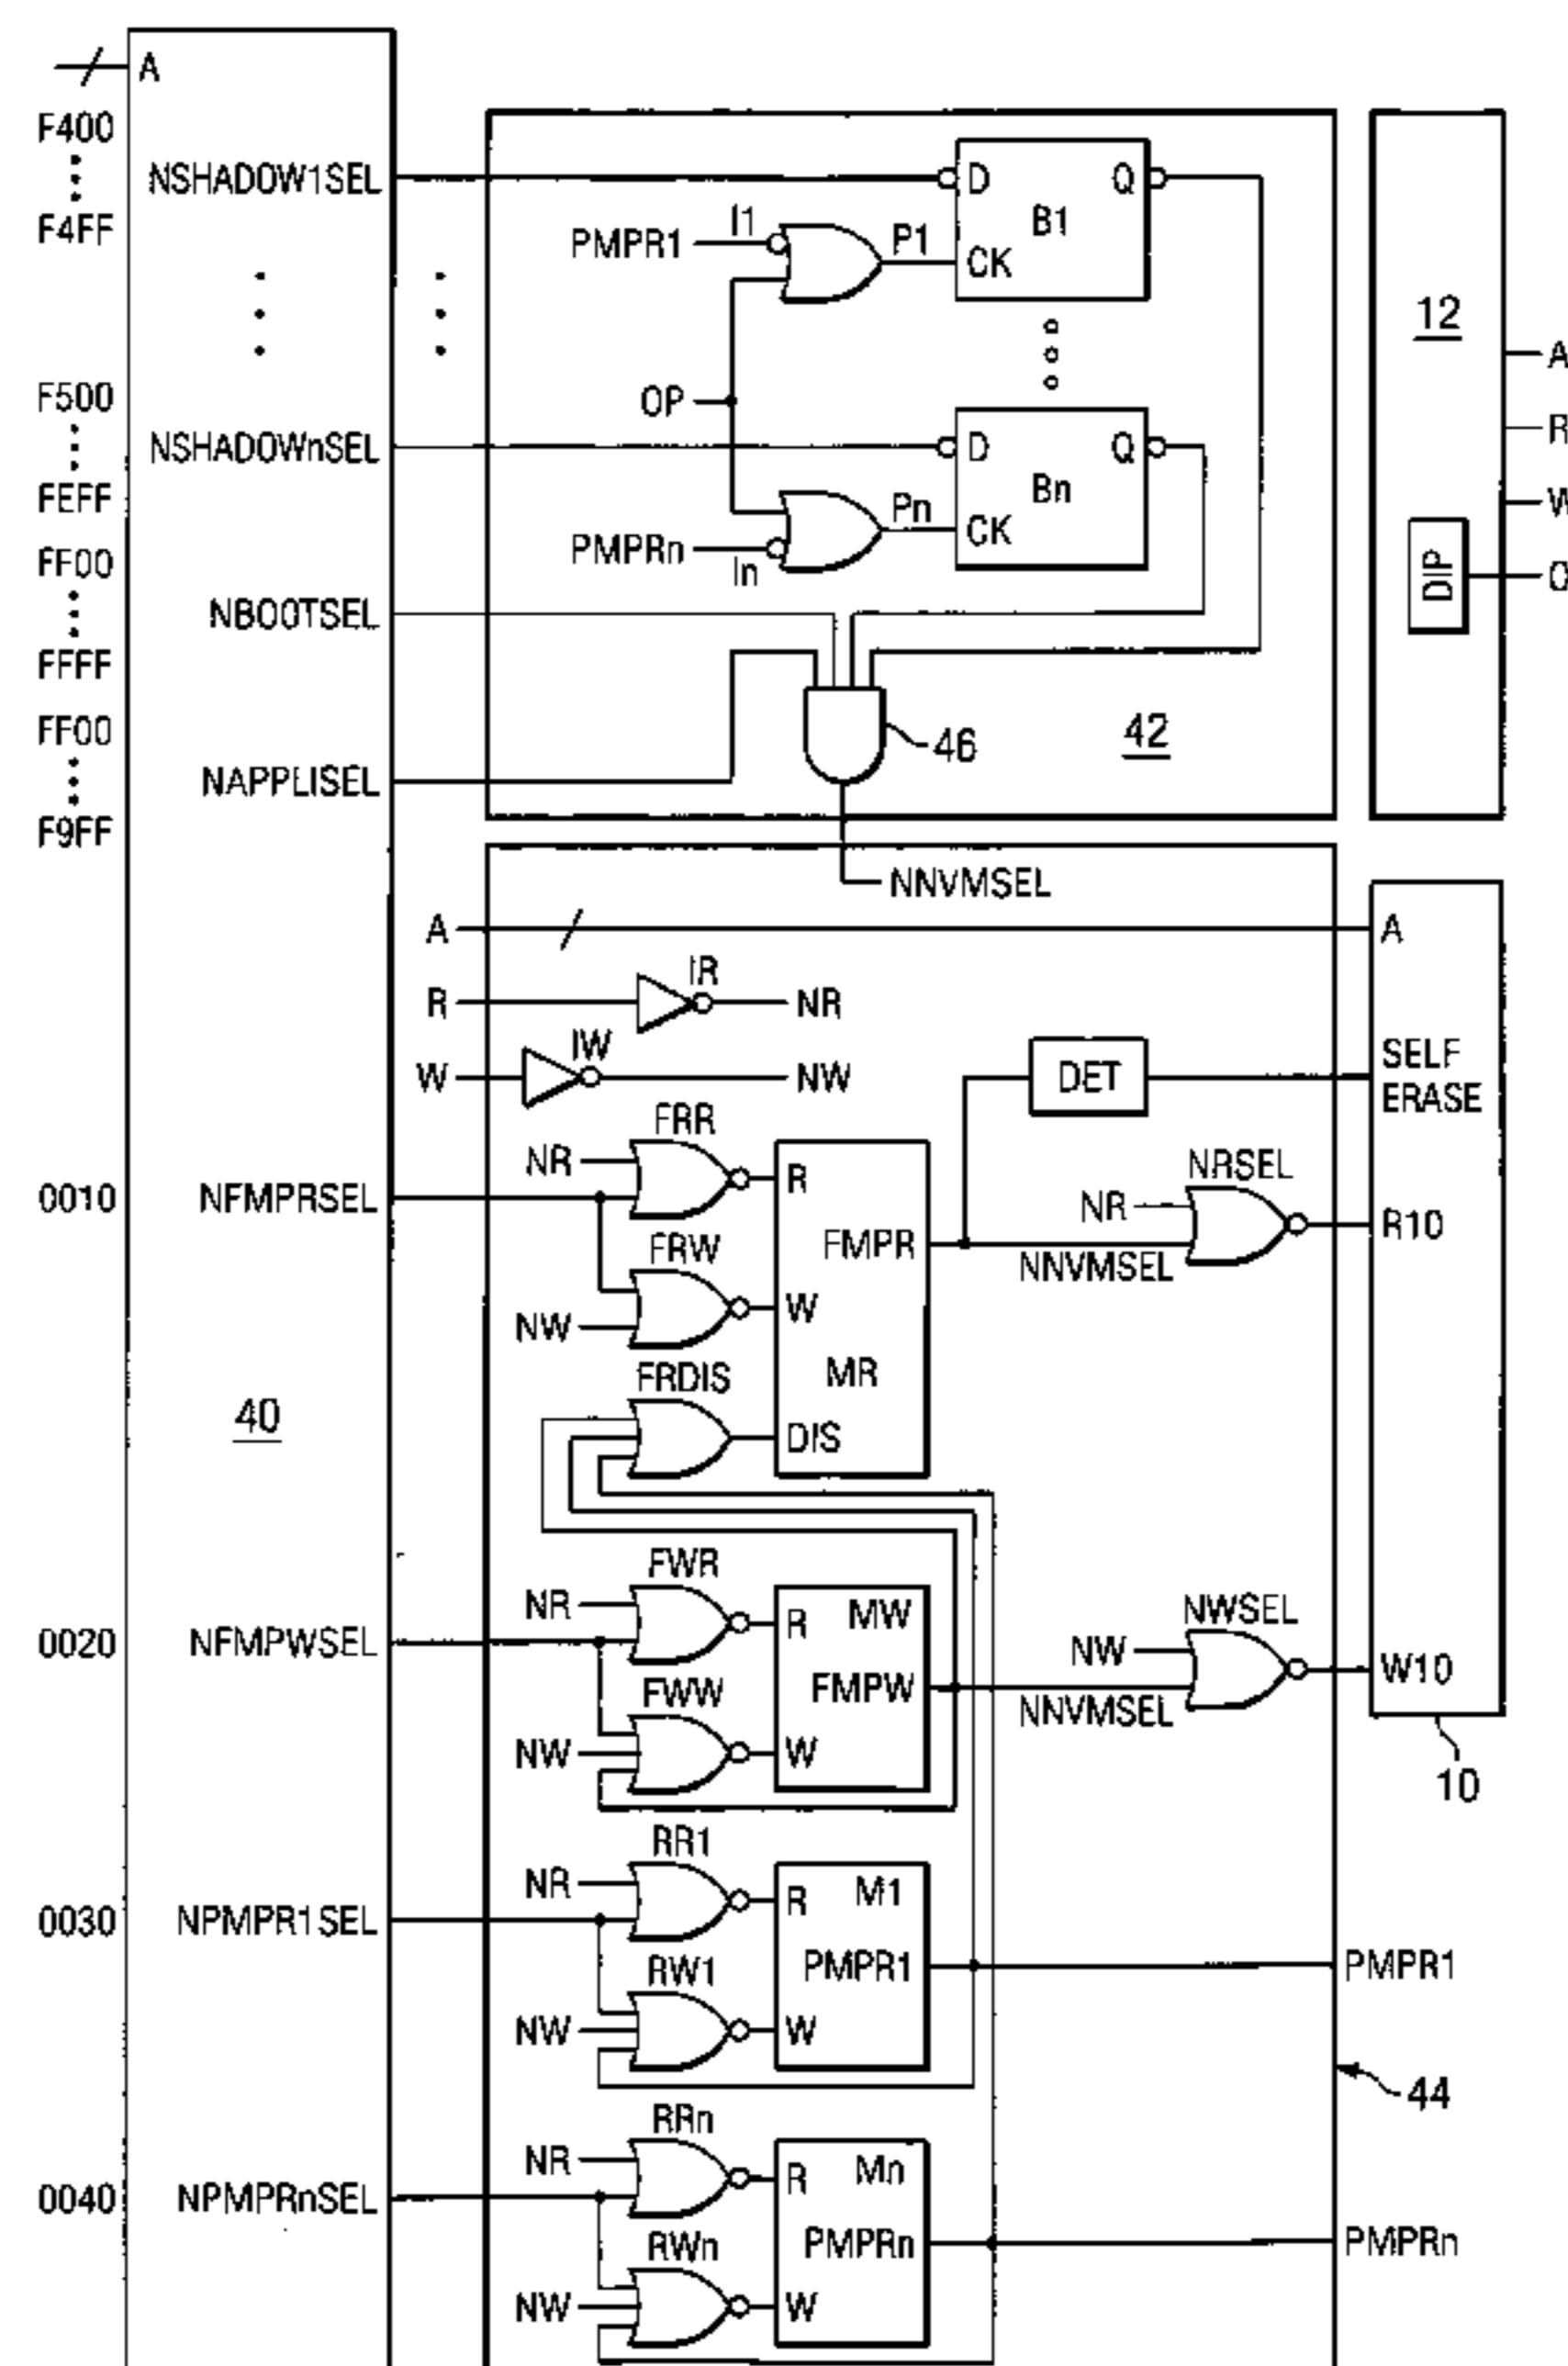 A
F400
F4FF
NSHADOW1SEL
D
Q
B1
CK
PMPR1
I1
P1
12
A
R
W
DIP
OP
F500
FEFF
NSHADOWnSEL
D
Q
Bn
CK
PMPRn
In
Pn
FF00
FFFF
NBOOTSEL
FF00
F9FF
NAPPLISEL
46
42
NNVMSEL
A
A
R
IR
NR
W
IW
NW
DET
SELF
ERASE
FRR
NR
R
0010
NFMPRSEL
FMPR
NRSEL
NR
R10
NNVMSEL
FRW
NW
W
MR
FRDIS
DIS
40
FWR
NR
R
MW
0020
NFMPWSEL
FMPW
NWSEL
NW
W10
NNVMSEL
FWW
NW
W
10
RR1
NR
R
M1
0030
NPMPR1SEL
PMPR1
PMPR1
RW1
NW
W
44
RRn
NR
R
Mn
0040
NPMPRnSEL
PMPRn
PMPRn
RWn
NW
W